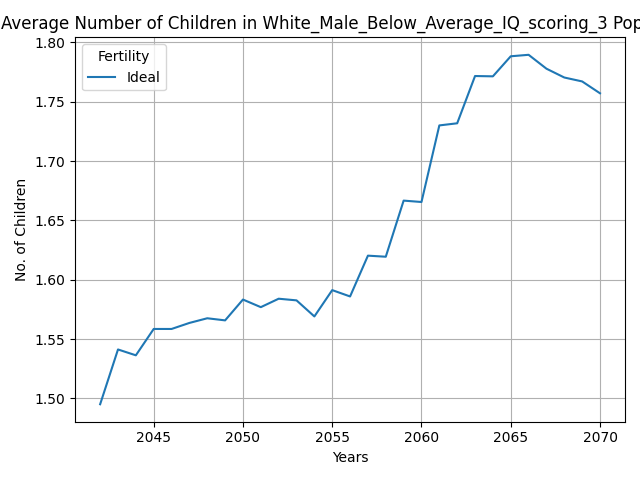 Average Number of Children in White_Male_Below_Average_IQ_scoring_3 Pop
Fertility
Ideal
No. of Children
1.80
1.75
1.70
1.65
1.60
1.55
1.50
2045 2050 2055 2060 2065 2070
Years